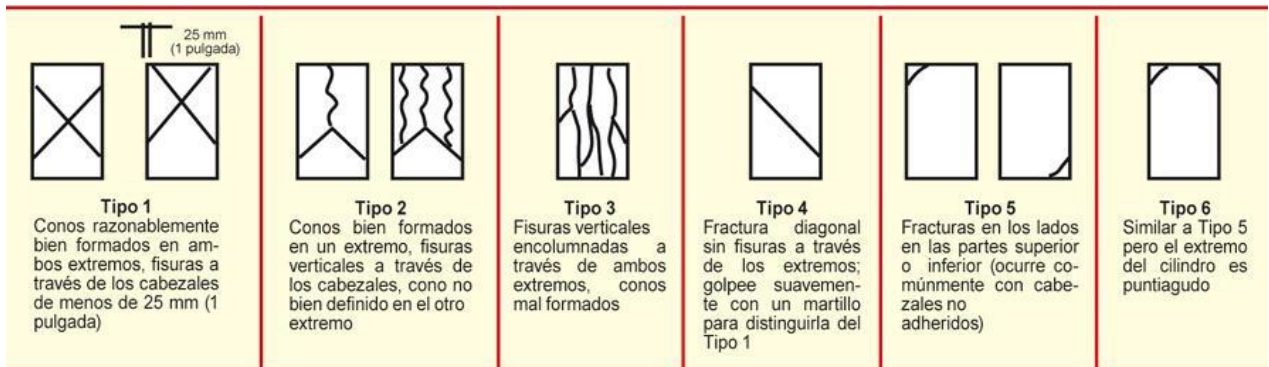 25 mm
(1 pulgada)
Tipo 1
Conos razonablemente
bien formados en am-
bos extremos, fisuras a
través de los cabezales
de menos de 25 mm (1
pulgada)
Tipo 2
Conos bien formados
en un extremo, fisuras
verticales a través de
los cabezales, cono no
bien definido en el otro
extremo
Tipo 3
Fisuras verticales
encolumnadas a
través de ambos
extremos, conos
mal formados
Tipo 4
Fractura diagonal
sin fisuras a través
de los extremos;
golpee suavemen-
te con un martillo
para distinguirla del
Tipo 1
Tipo 5
Fracturas en los lados
en las partes superior
o inferior (ocurre co-
múnmente con cabe-
zales no
adheridos)
Tipo 6
Similar a Tipo 5
pero el extremo
del cilindro es
puntiagudo